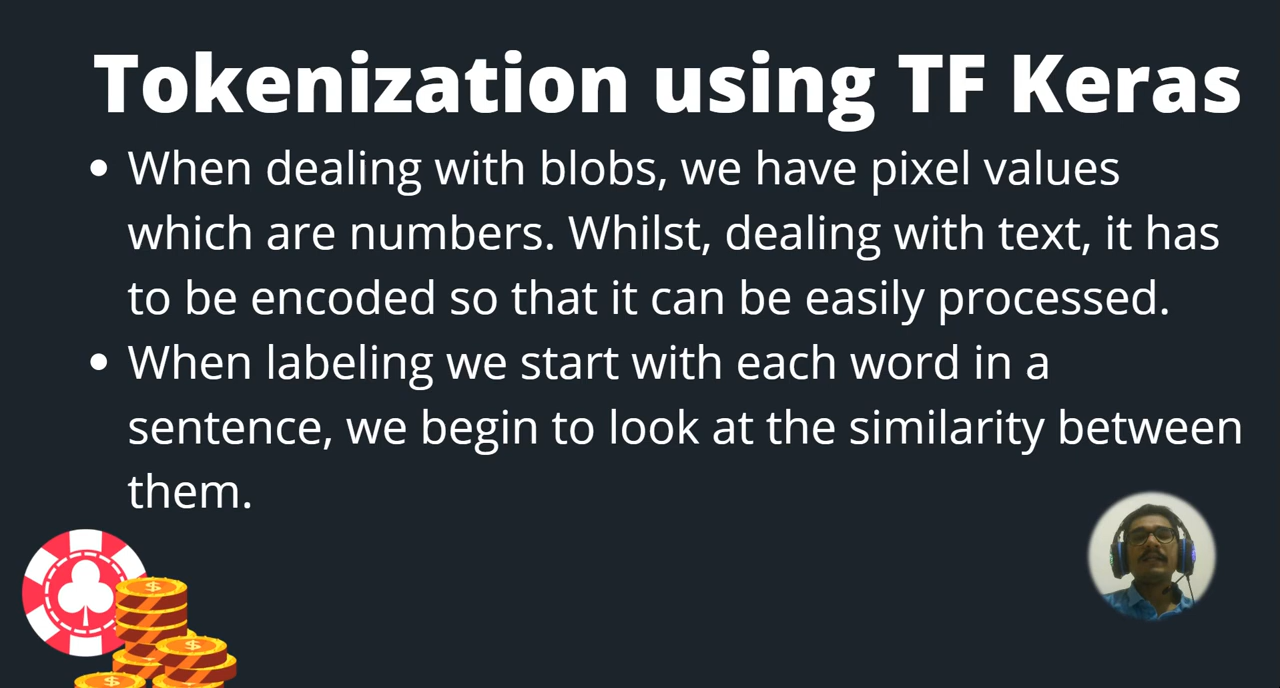 Tokenization using TF Keras
• When dealing with blobs, we have pixel values
which are numbers. Whilst, dealing with text, it has
to be encoded so that it can be easily processed.
• When labeling we start with each word in a
sentence, we begin to look at the similarity between
them.
$
$
$